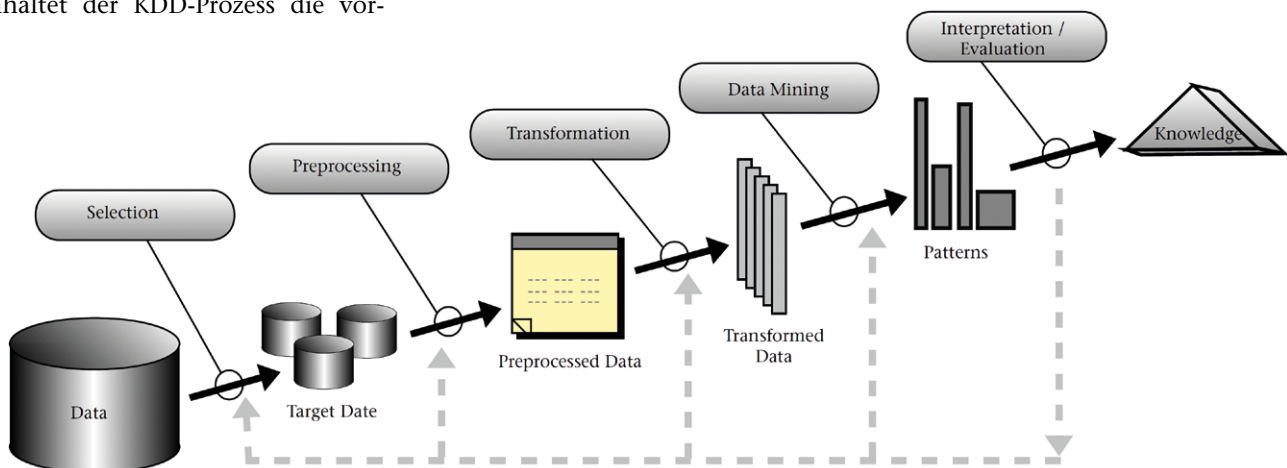 nhaltet der KDD-Prozess die vor-
Interpretation /
Evaluation
Data Mining
Transformation
Preprocessing
Selection
Knowledge
Patterns
Transformed
Data
Preprocessed Data
Target Date
Data